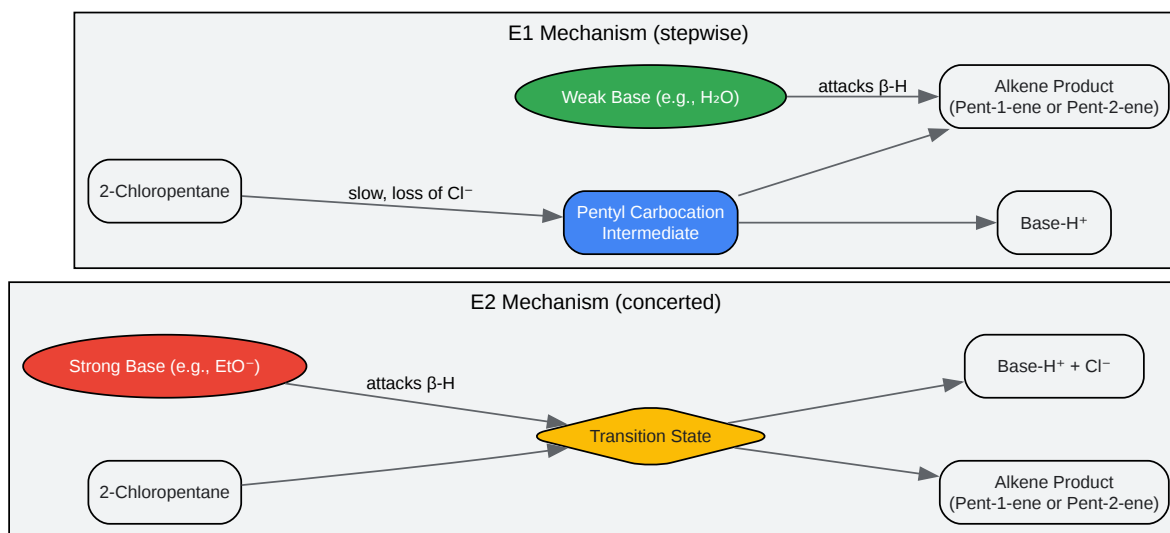 E1 Mechanism (stepwise)
Weak Base (e.g., H₂O)
attacks β-H
Alkene Product
(Pent-1-ene or Pent-2-ene)
2-Chloropentane
slow, loss of Cl⁻
Pentyl Carbocation
Intermediate
Base-H⁺
E2 Mechanism (concerted)
Strong Base (e.g., EtO⁻)
attacks β-H
Base-H⁺ + Cl⁻
Transition State
2-Chloropentane
Alkene Product
(Pent-1-ene or Pent-2-ene)